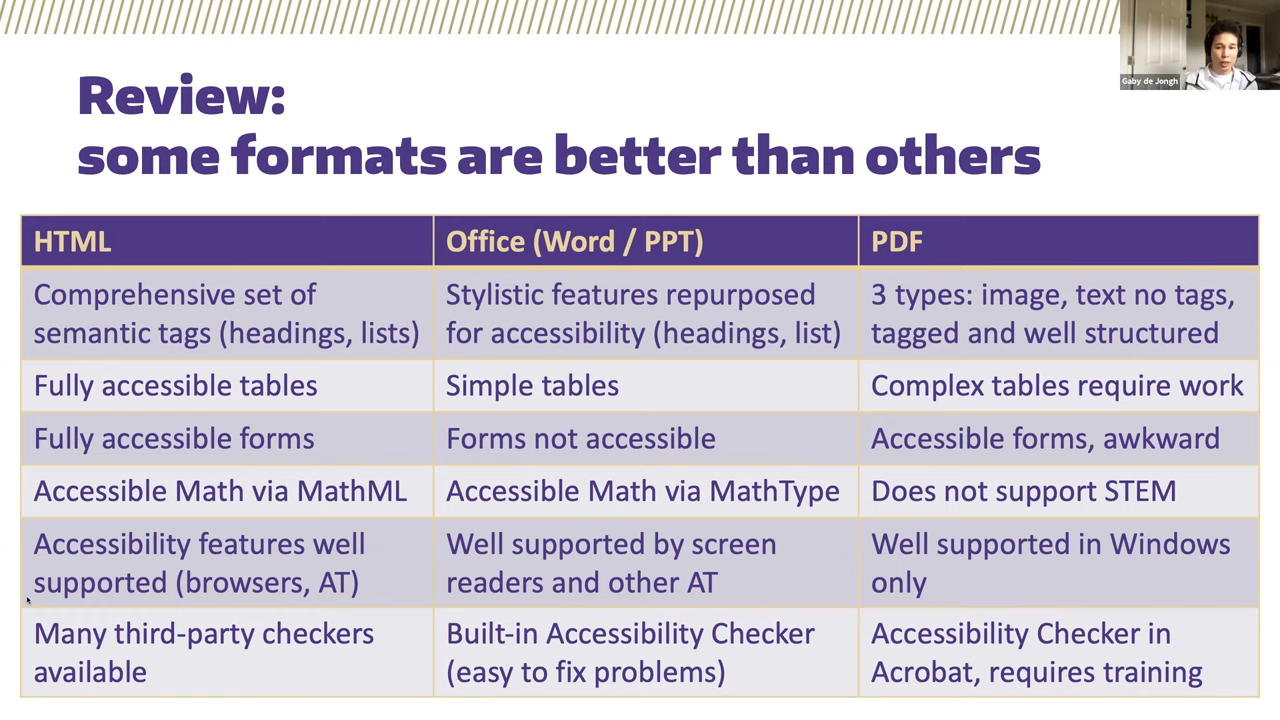 Gaby de Jongh
Review:
some formats are better than others
HTML
Office (Word / PPT)
PDF
Comprehensive set of
semantic tags (headings, lists)
Stylistic features repurposed
for accessibility (headings, list)
3 types: image, text no tags,
tagged and well structured
Fully accessible tables
Simple tables
Complex tables require work
Fully accessible forms
Forms not accessible
Accessible forms, awkward
Accessible Math via MathML
Accessible Math via MathType
Does not support STEM
Accessibility features well
supported (browsers, AT)
Well supported by screen
readers and other AT
Well supported in Windows
only
Many third-party checkers
available
Built-in Accessibility Checker
(easy to fix problems)
Accessibility Checker in
Acrobat, requires training